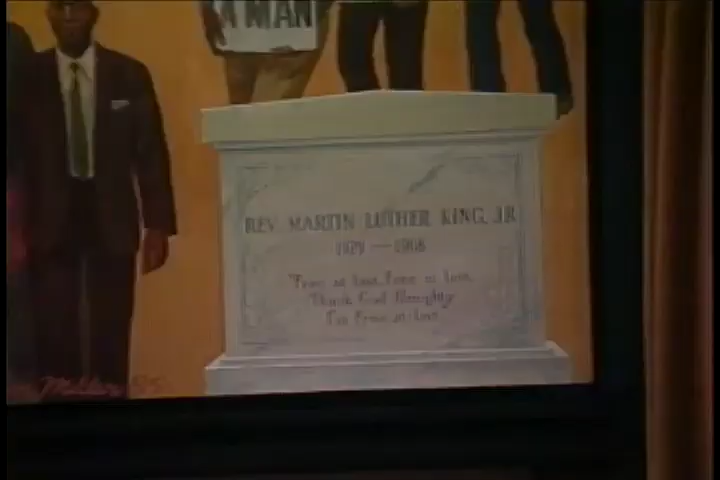 A MAN
REV. MARTIN LUTHER KING, JR.
1929 — 1968
"Free at last, Free at last,
Thank God Almighty
I'm Free at last"